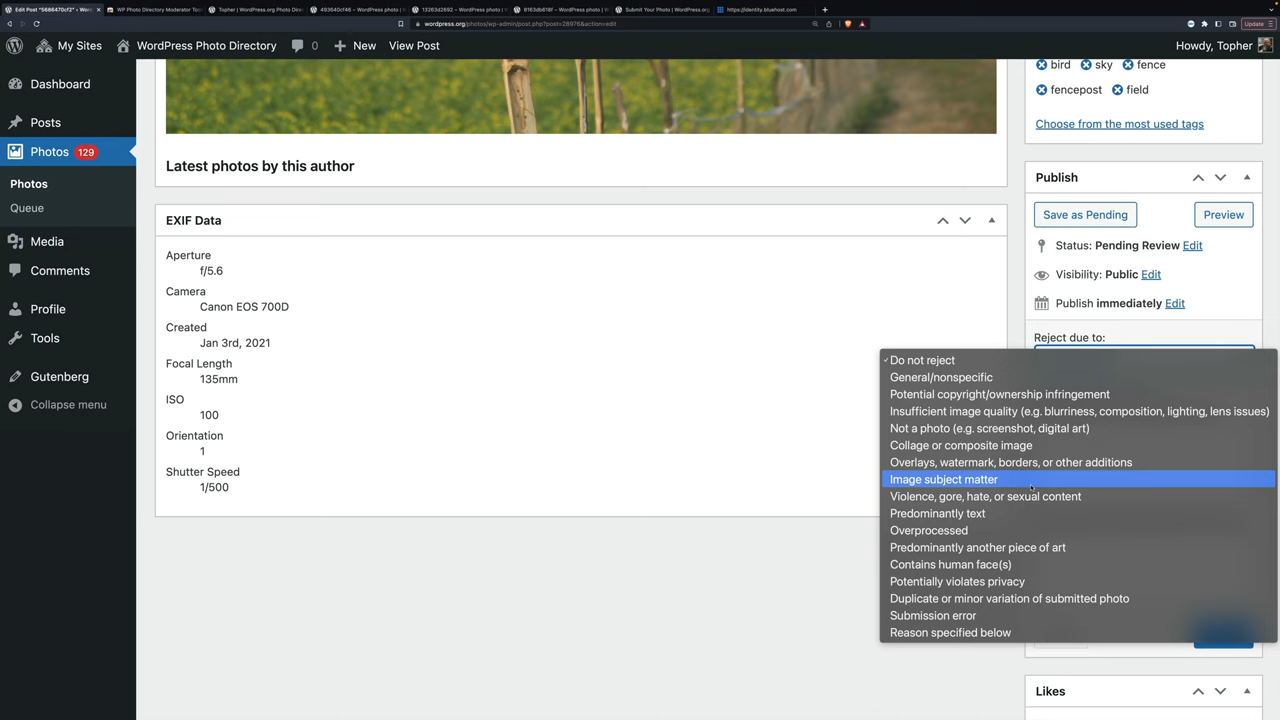 Edit Post "5686470cf2" ‹ Wor
WP Photo Directory Moderator Too
Topher | WordPress.org Photo Dire
493640cf46 – WordPress photo |
13263d2692 – WordPress photo |
8163db618f – WordPress photo | W
Submit Your Photo | WordPress.org
https://identity.bluehost.com
wordpress.org/photos/wp-admin/post.php?post=28976&action=edit
Update
My Sites
WordPress Photo Directory
0
New
View Post
Howdy, Topher
Dashboard
Posts
Photos 129
Photos
Queue
Media
Comments
Profile
Tools
Gutenberg
Collapse menu
Latest photos by this author
EXIF Data
Aperture
f/5.6
Camera
Canon EOS 700D
Created
Jan 3rd, 2021
Focal Length
135mm
ISO
100
Orientation
1
Shutter Speed
1/500
bird sky fence
fencepost field
Choose from the most used tags
Publish
Save as Pending
Preview
Status: Pending Review Edit
Visibility: Public Edit
Publish immediately Edit
Reject due to:
✓Do not reject
General/nonspecific
Potential copyright/ownership infringement
Insufficient image quality (e.g. blurriness, composition, lighting, lens issues)
Not a photo (e.g. screenshot, digital art)
Collage or composite image
Overlays, watermark, borders, or other additions
Image subject matter
Violence, gore, hate, or sexual content
Predominantly text
Overprocessed
Predominantly another piece of art
Contains human face(s)
Potentially violates privacy
Duplicate or minor variation of submitted photo
Submission error
Reason specified below
Likes